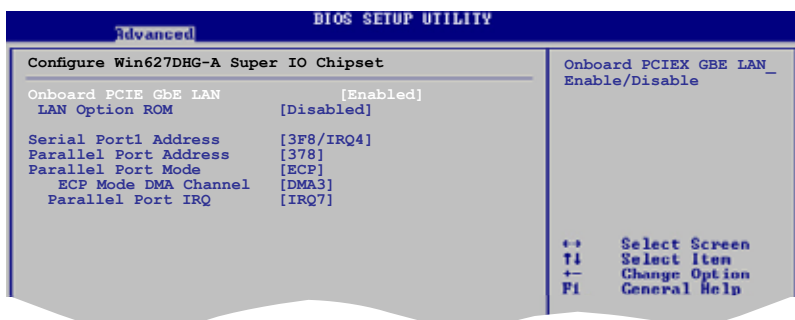 BIOS SETUP UTILITY
Advanced
Configure Win627DHG-A Super IO Chipset
Onboard PCIE GbE LAN [Enabled]
LAN Option ROM [Disabled]
Serial Port1 Address [3F8/IRQ4]
Parallel Port Address [378]
Parallel Port Mode [ECP]
ECP Mode DMA Channel [DMA3]
Parallel Port IRQ [IRQ7]
Onboard PCIEX GBE LAN_
Enable/Disable
↔ Select Screen
↑↓ Select Item
+- Change Option
F1 General Help